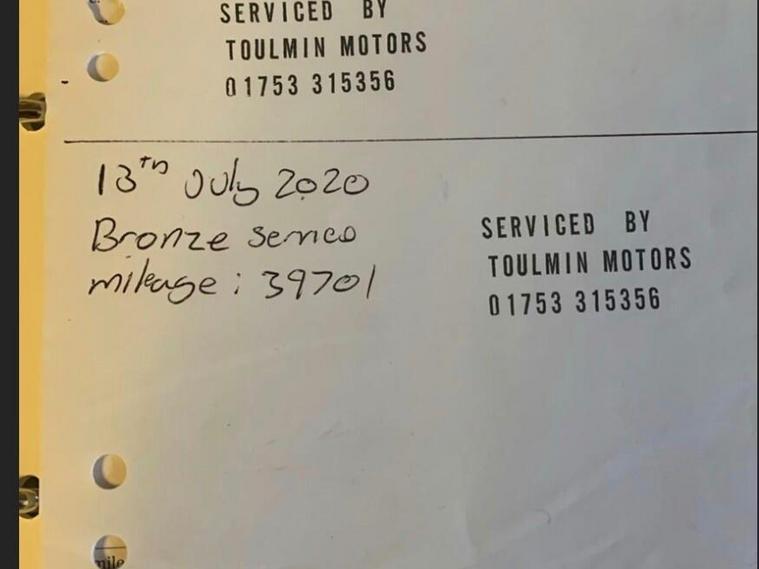 SERVICED BY
TOULMIN MOTORS
01753 315356
13th July 2020
Bronze service
mileage: 39701
SERVICED BY
TOULMIN MOTORS
01753 315356
mile